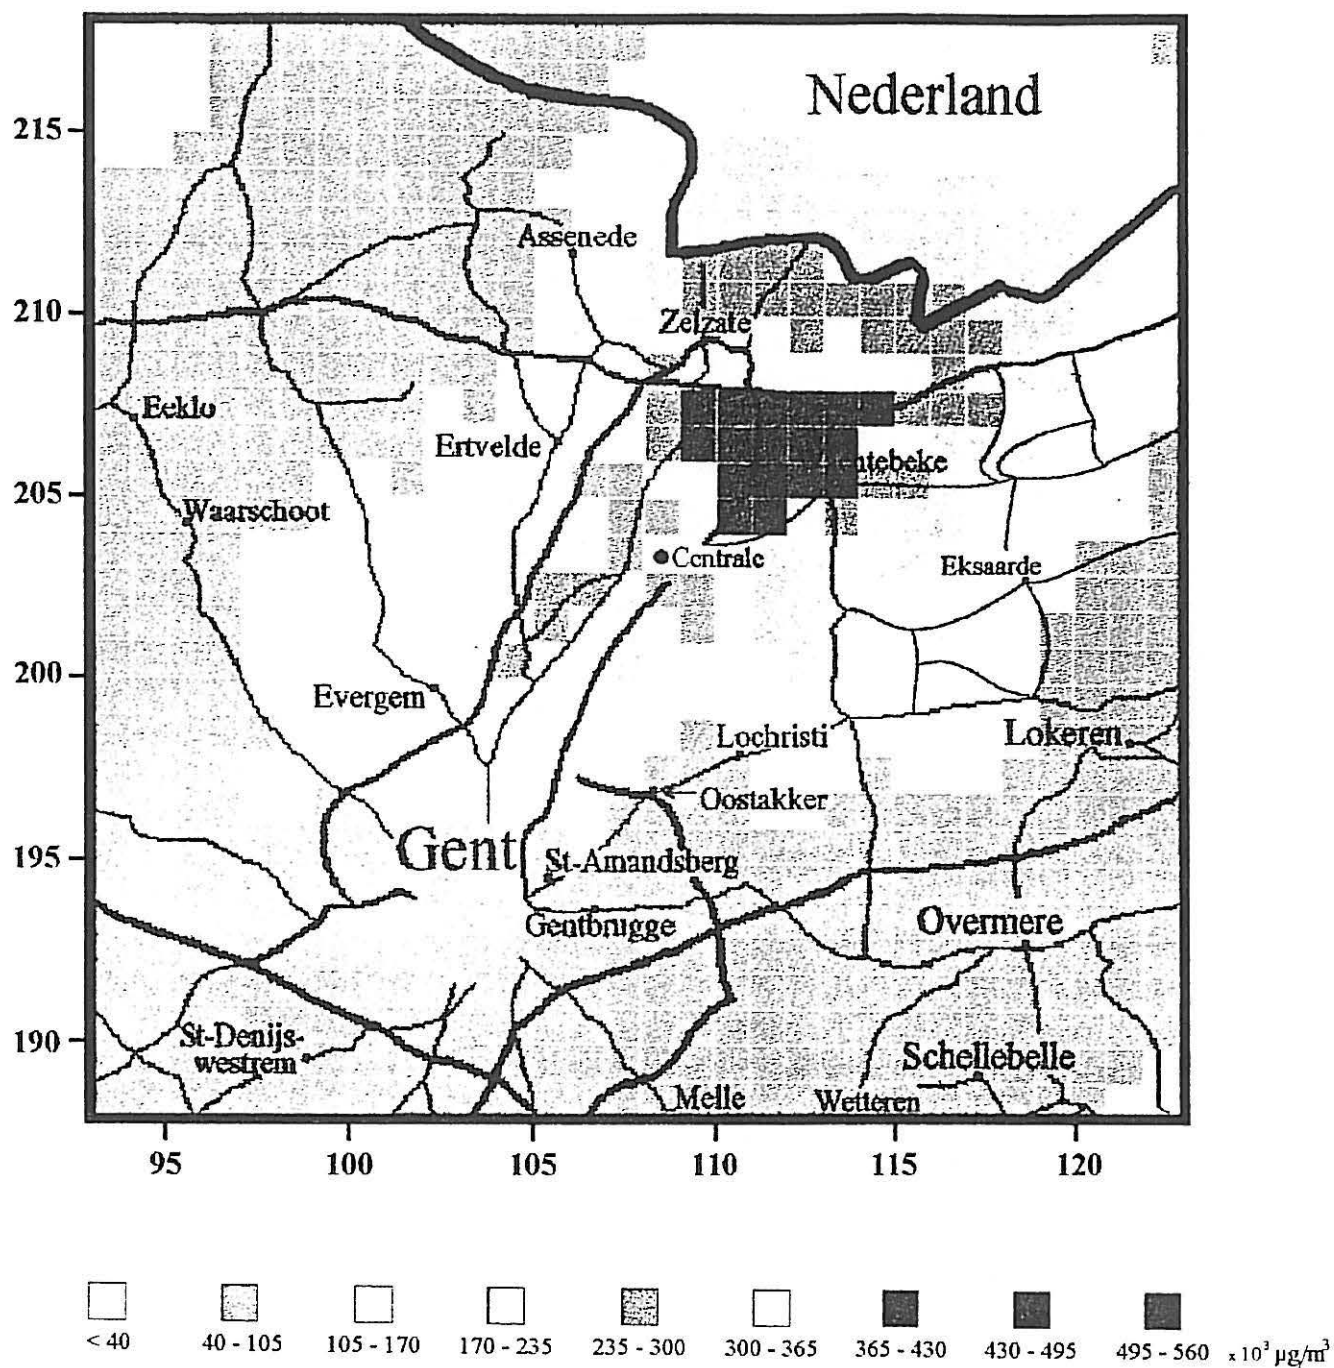 Nederland
215
Assenede
210
Zelzate
Eeklo
Ertvelde
ntebeke
205
Waarschoot
Centrale
Eksaarde
200
Evergem
Lochristi
Lokeren
Oostakker
195
Gent
St-Amandsberg
Gentbrugge
Overmere
190
St-Denijs-
westrem
Schellebelle
Melle
Wetteren
95 100 105 110 115 120
< 40 40 - 105 105 - 170 170 - 235 235 - 300 300 - 365 365 - 430 430 - 495 495 - 560 x 10³ µg/m³